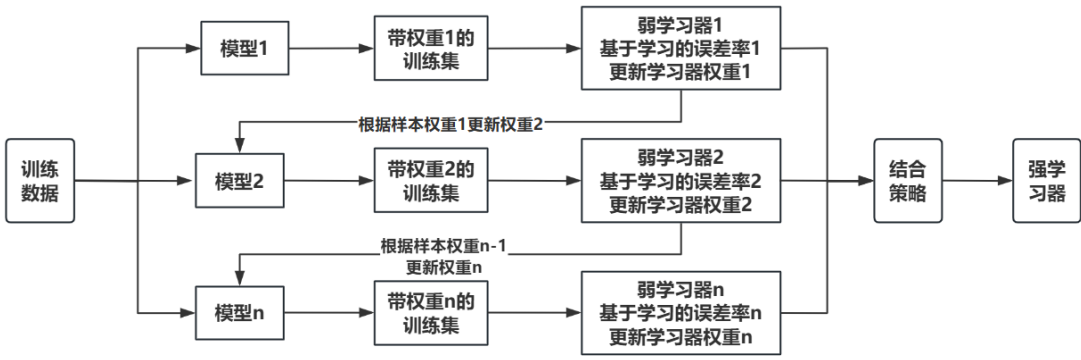 训练
数据
模型1
带权重1的
训练集
弱学习器1
基于学习的误差率1
更新学习器权重1
根据样本权重1更新权重2
模型2
带权重2的
训练集
弱学习器2
基于学习的误差率2
更新学习器权重2
根据样本权重n-1
更新权重n
模型n
带权重n的
训练集
弱学习器n
基于学习的误差率n
更新学习器权重n
结合
策略
强学
习器